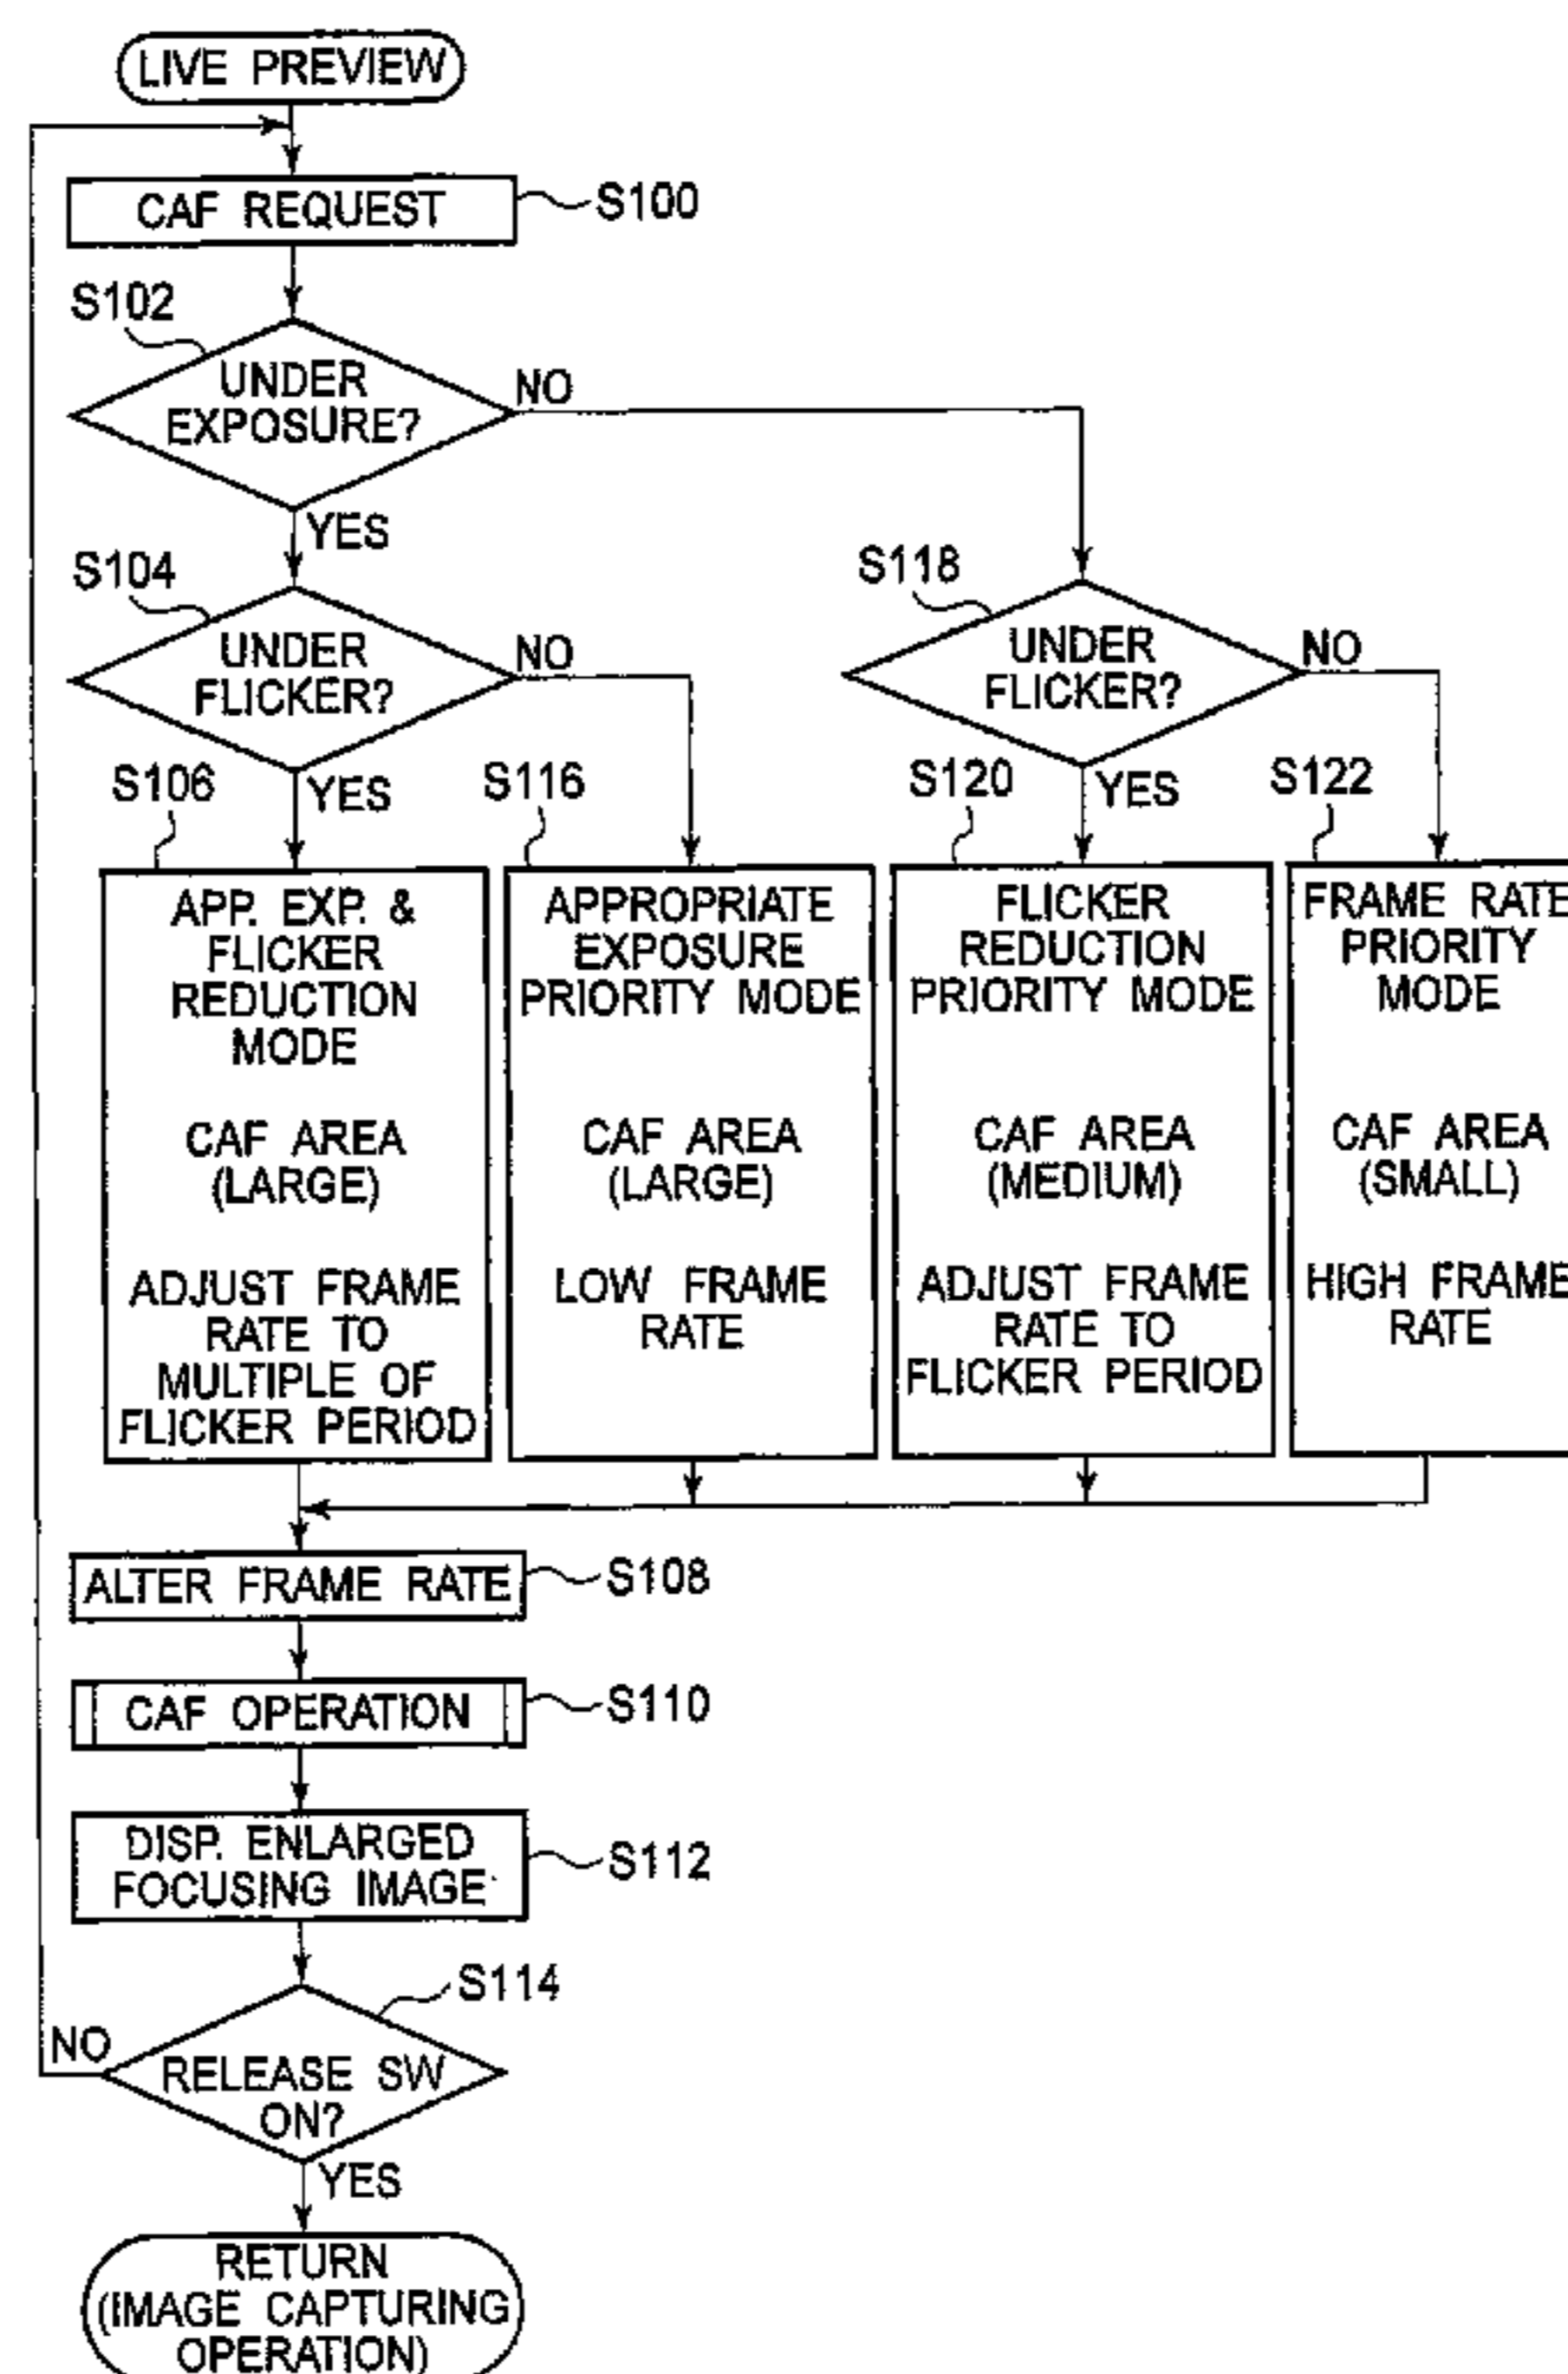 LIVE PREVIEW
CAF REQUEST
S100
S102
UNDER
EXPOSURE?
NO
YES
S104
UNDER
FLICKER?
NO
YES
S118
UNDER
FLICKER?
NO
YES
S106
APP. EXP. &
FLICKER
REDUCTION
MODE
CAF AREA
(LARGE)
ADJUST FRAME
RATE TO
MULTIPLE OF
FLICKER PERIOD
S116
APPROPRIATE
EXPOSURE
PRIORITY MODE
CAF AREA
(LARGE)
LOW FRAME
RATE
S120
FLICKER
REDUCTION
PRIORITY MODE
CAF AREA
(MEDIUM)
ADJUST FRAME
RATE TO
FLICKER PERIOD
S122
FRAME RATE
PRIORITY
MODE
CAF AREA
(SMALL)
HIGH FRAME
RATE
ALTER FRAME RATE
S108
CAF OPERATION
S110
DISP. ENLARGED
FOCUSING IMAGE
S112
S114
RELEASE SW
ON?
NO
YES
RETURN
(IMAGE CAPTURING
OPERATION)